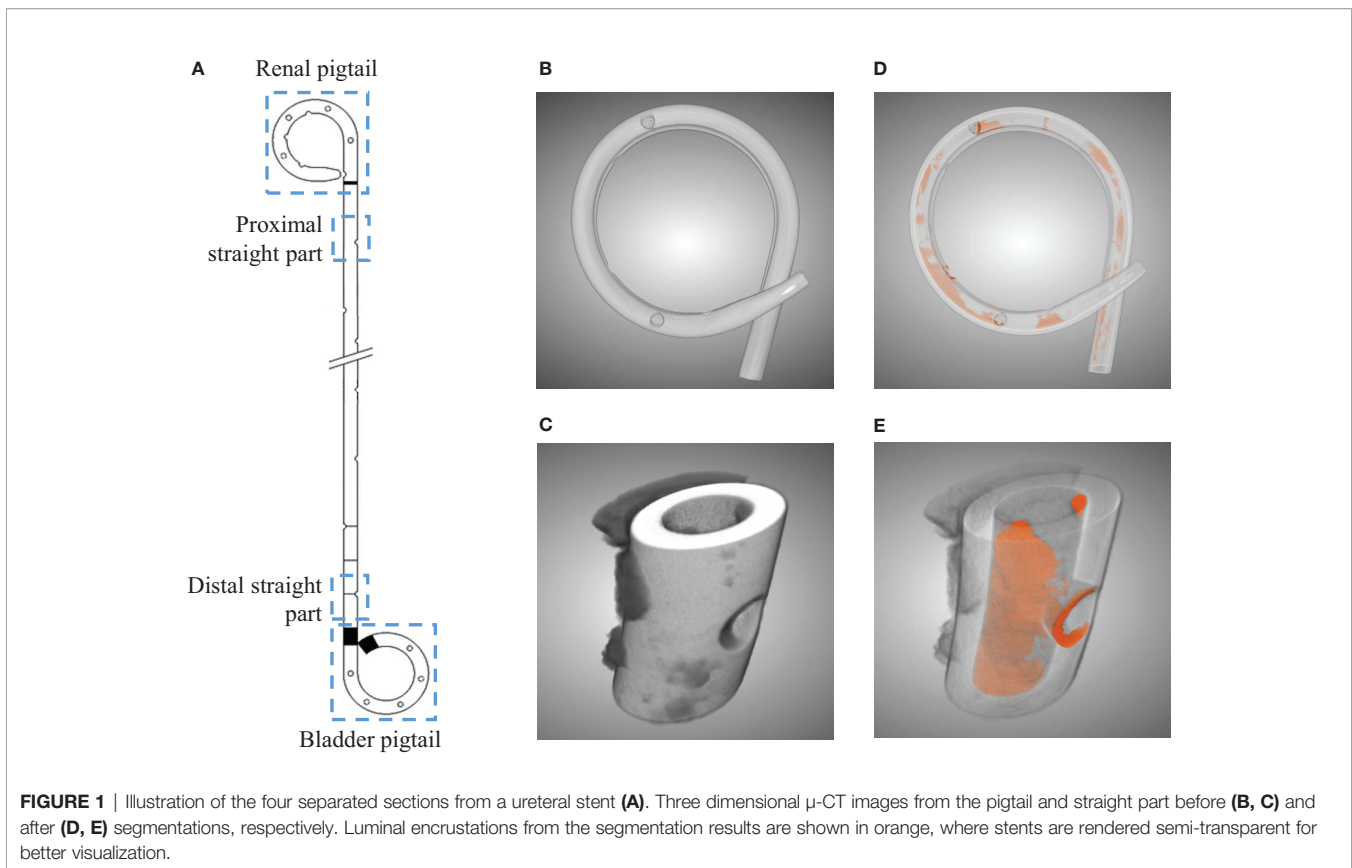 A
Renal pigtail
Proximal
straight part
Distal straight
part
Bladder pigtail
B
D
C
E
FIGURE 1 | Illustration of the four separated sections from a ureteral stent (A). Three dimensional µ-CT images from the pigtail and straight part before (B, C) and
after (D, E) segmentations, respectively. Luminal encrustations from the segmentation results are shown in orange, where stents are rendered semi-transparent for
better visualization.